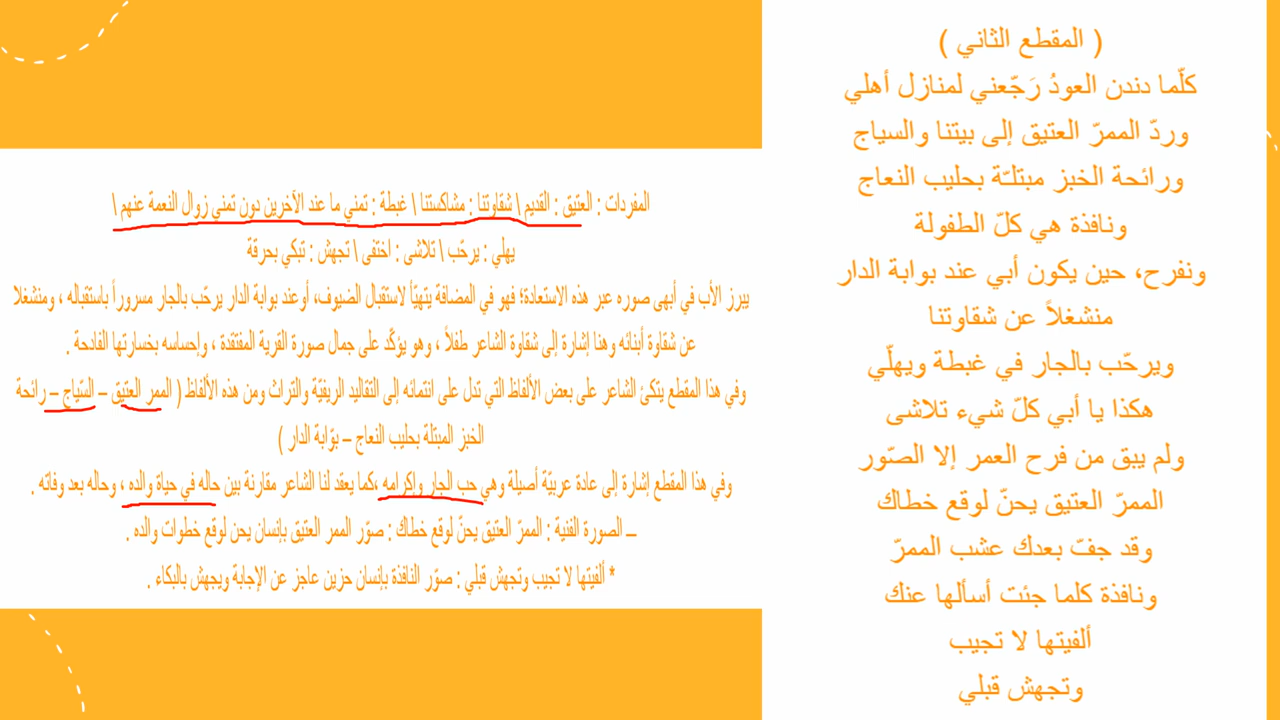 ( المقطع الثاني )
كلّما دندن العودُ رَجّعني لمنازل أهلي
وردّ الممرّ العتيق إلى بيتنا والسياج
ورائحة الخبز مبتلّة بحليب النعاج
ونافذة هي كلّ الطفولة
ونفرح، حين يكون أبي عند بوابة الدار
منشغلاً عن شقاوتنا
ويرحّب بالجار في غبطة ويهلّي
هكذا يا أبي كلّ شيء تلاشى
ولم يبق من فرح العمر إلا الصّور
الممرّ العتيق يحنّ لوقع خطاك
وقد جفّ بعدك عشب الممرّ
ونافذة كلما جئت أسألها عنك
ألفيتها لا تجيب
وتجهش قبلي
المفردات : العتيق : القديم \ شقاوتنا : مشاكستنا \ غبطة : تمني ما عند الآخرين دون تمني زوال النعمة عنهم \
يهلي : يرحّب \ تلاشى : اختفى \ تجهش : تبكي بحرقة
يبرز الأب في أبهى صوره عبر هذه الاستعادة؛ فهو في المضافة يتهيّأ لاستقبال الضيوف، أوعند بوابة الدار يرحّب بالجار مسروراً باستقباله ، ومنشغلا
عن شقاوة أبنائه وهنا إشارة إلى شقاوة الشاعر طفلاً ، وهو يؤكّد على جمال صورة القرية المفتقدة ، وإحساسه بخسارتها الفادحة .
وفي هذا المقطع يتكئ الشاعر على بعض الألفاظ التي تدل على انتمائه إلى التقاليد الريفيّة والتراث ومن هذه الألفاظ ( الممر العتيق – السّياج – رائحة
الخبز المبتلة بحليب النعاج – بوّابة الدار )
وفي هذا المقطع إشارة إلى عادة عربيّة أصيلة وهي حب الجار وإكرامه ،كما يعقد لنا الشاعر مقارنة بين حاله في حياة والده ، وحاله بعد وفاته .
– الصورة الفنية : الممرّ العتيق يحنّ لوقع خطاك : صوّر الممر العتيق بإنسان يحن لوقع خطوات والده .
* ألفيتها لا تجيب وتجهش قبلي : صوّر النافذة بإنسان حزين عاجز عن الإجابة ويجهش بالبكاء .